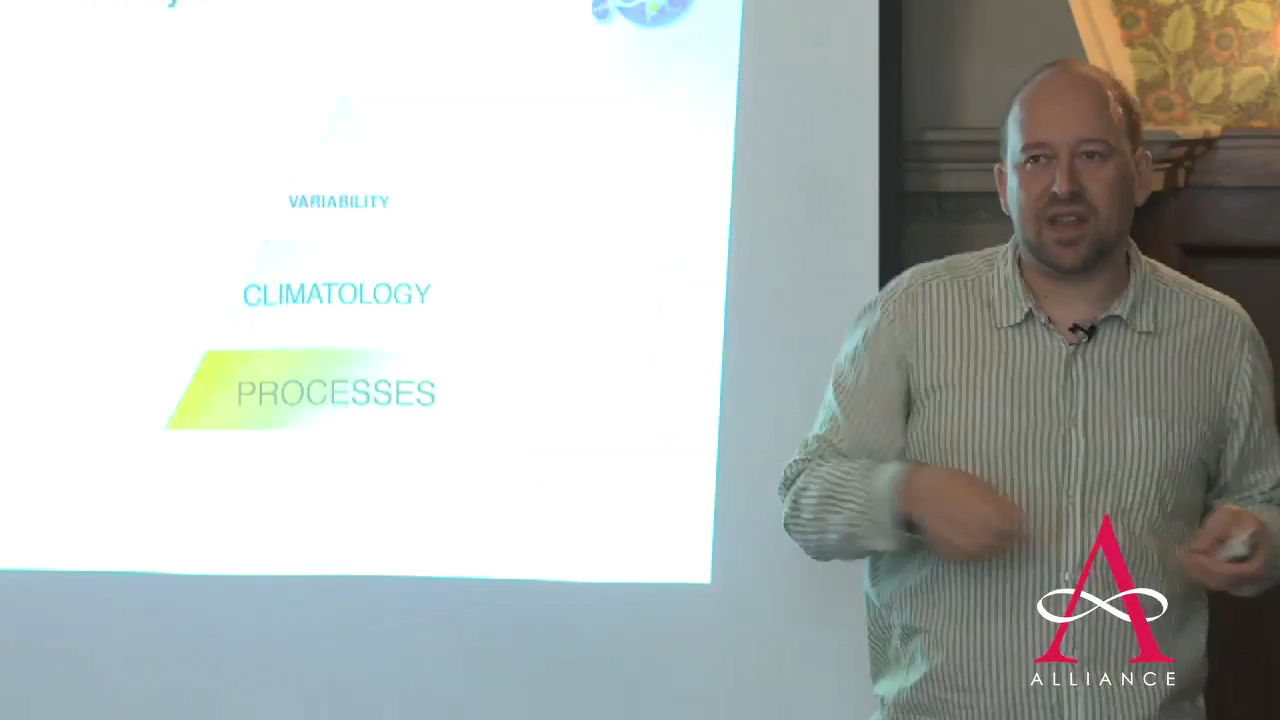 VARIABILITY
CLIMATOLOGY
PROCESSES
A
ALLIANCE